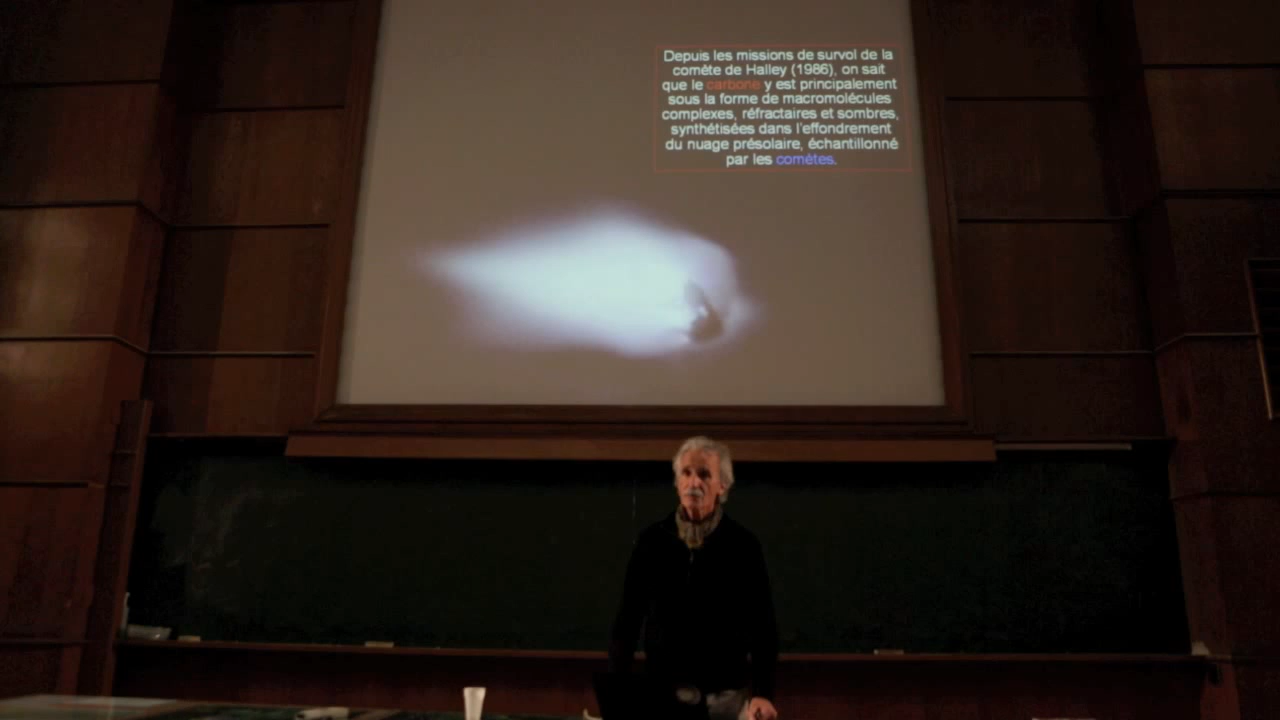 Depuis les missions de survol de la
comète de Halley (1986), on sait
que le carbone y est principalement
sous la forme de macromolécules
complexes, réfractaires et sombres,
synthétisées dans l'effondrement
du nuage présolaire, échantillonné
par les comètes.